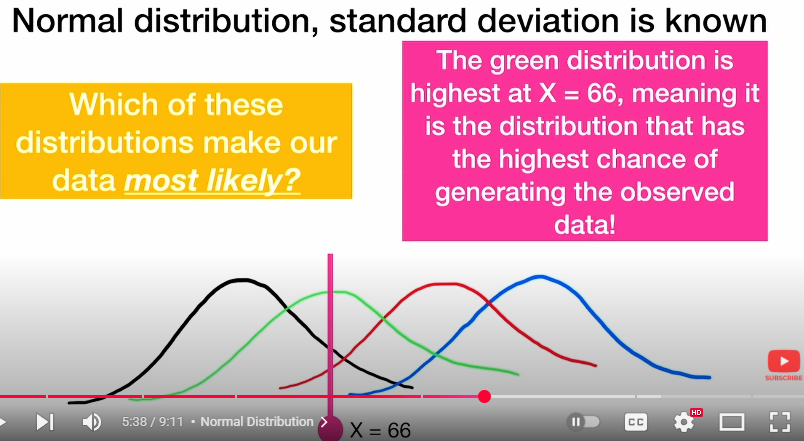 Normal distribution, standard deviation is known
Which of these
distributions make our
data most likely?
The green distribution is
highest at X = 66, meaning it
is the distribution that has
the highest chance of
generating the observed
data!
SUBSCRIBE
5:38 / 9:11 • Normal Distribution
X = 66
CC
HD